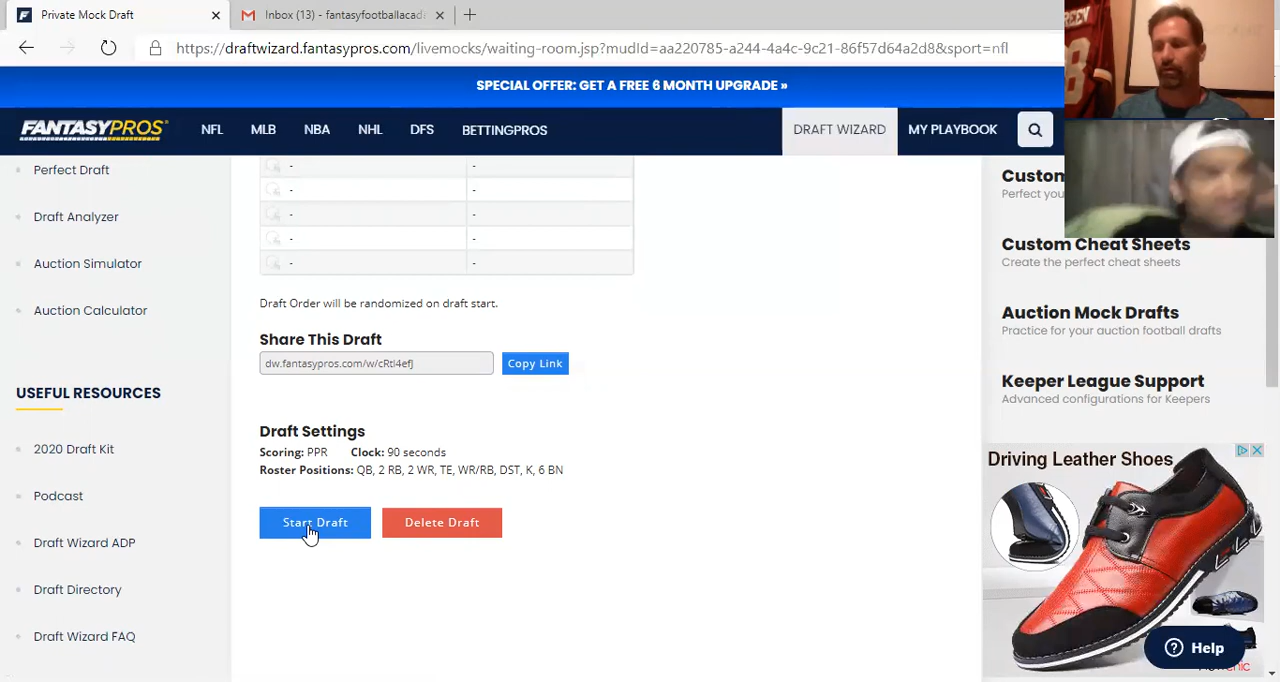 Private Mock Draft
Inbox (13) - fantasyfootballacad
https://draftwizard.fantasypros.com/livemocks/waiting-room.jsp?mudId=aa220785-a244-4a4c-9c21-86f57d64a2d8&sport=nfl
SPECIAL OFFER: GET A FREE 6 MONTH UPGRADE »
FANTASYPROS NFL MLB NBA NHL DFS BETTINGPROS DRAFT WIZARD MY PLAYBOOK
Perfect Draft
Draft Analyzer
Auction Simulator
Auction Calculator
USEFUL RESOURCES
2020 Draft Kit
Podcast
Draft Wizard ADP
Draft Directory
Draft Wizard FAQ
- -
- -
- -
- -
- -
Draft Order will be randomized on draft start.
Share This Draft
dw.fantasypros.com/w/cRtl4efJ Copy Link
Draft Settings
Scoring: PPR Clock: 90 seconds
Roster Positions: QB, 2 RB, 2 WR, TE, WR/RB, DST, K, 6 BN
Start Draft Delete Draft
Custom
Perfect you
Custom Cheat Sheets
Create the perfect cheat sheets
Auction Mock Drafts
Practice for your auction football drafts
Keeper League Support
Advanced configurations for Keepers
Driving Leather Shoes
Help